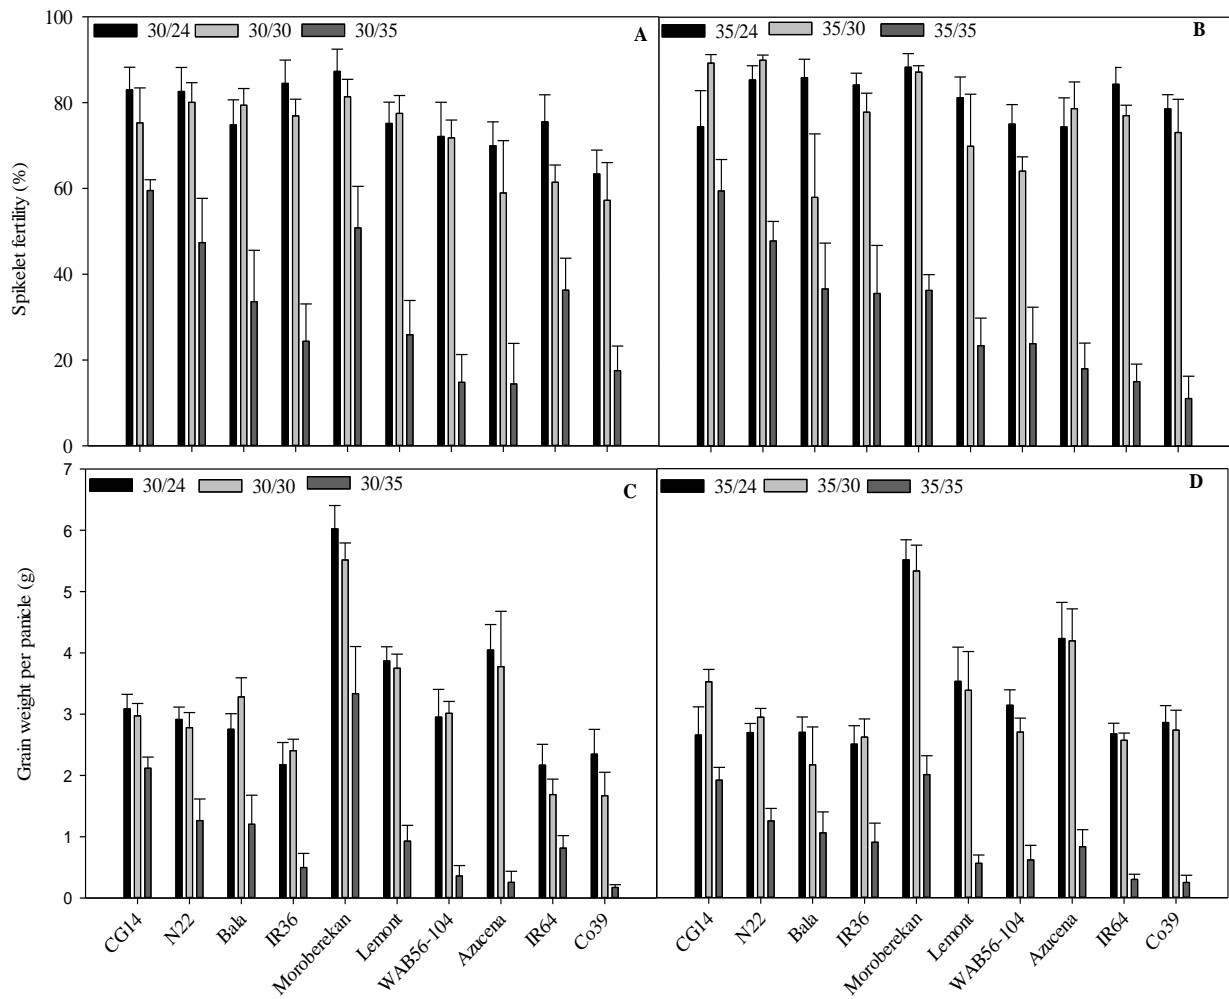 100
80
60
40
20
0
Spikelet fertility (%)
30/24 30/30 30/35
A
35/24 35/30 35/35
B
7
6
5
4
3
2
1
0
Grain weight per panicle (g)
30/24 30/30 30/35
C
35/24 35/30 35/35
D
CG14
N22
Bala
IR36
Moroberekan
Lemont
WAB56-104
Azucena
IR64
Co39
CG14
N22
Bala
IR36
Moroberekan
Lemont
WAB56-104
Azucena
IR64
Co39